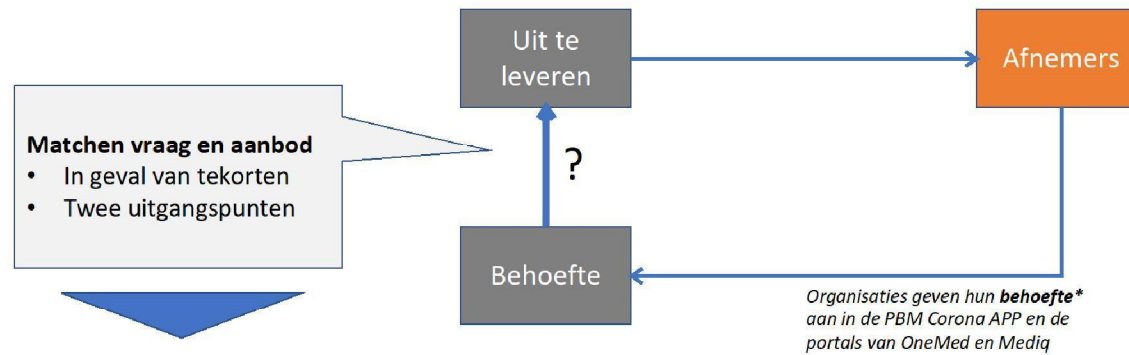 Uit te
leveren
Afnemers
Matchen vraag en aanbod
• In geval van tekorten
• Twee uitgangspunten
?
Behoefte
Organisaties geven hun behoefte*
aan in de PBM Corona APP en de
portals van OneMed en Mediq